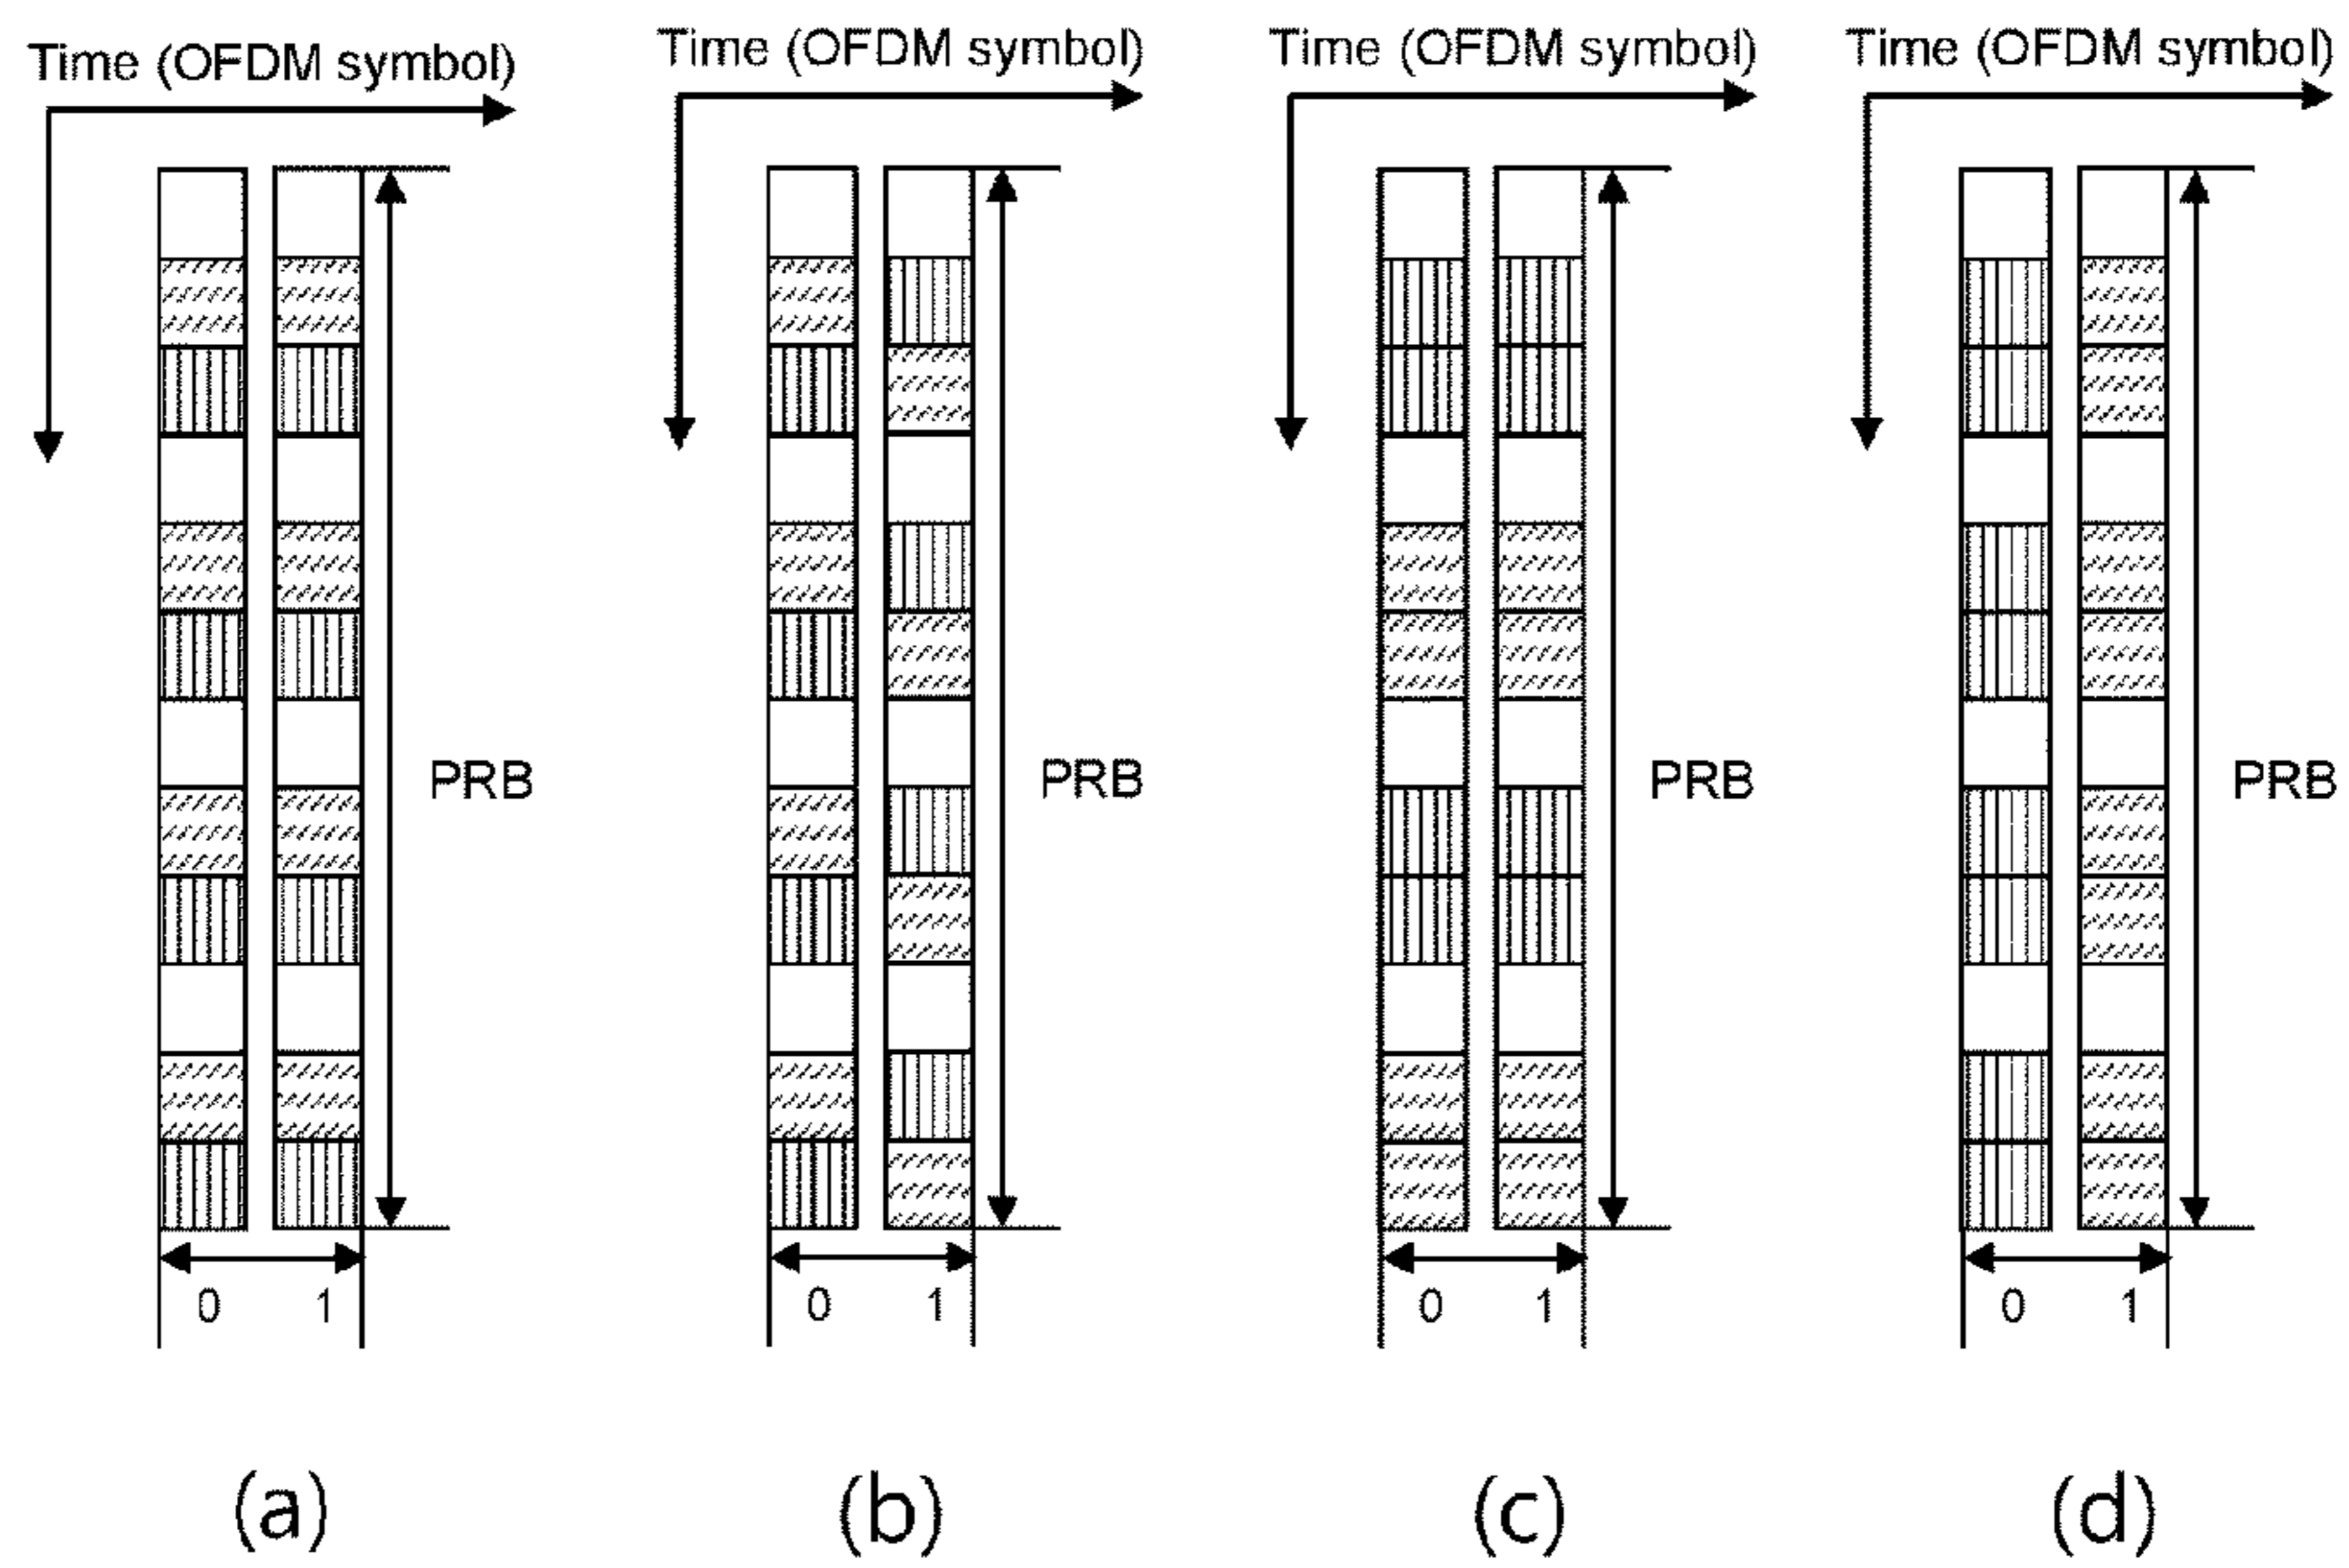 Time (OFDM symbol)
PRB
0 1
(a)
Time (OFDM symbol)
PRB
0 1
(b)
Time (OFDM symbol)
PRB
0 1
(c)
Time (OFDM symbol)
PRB
0 1
(d)